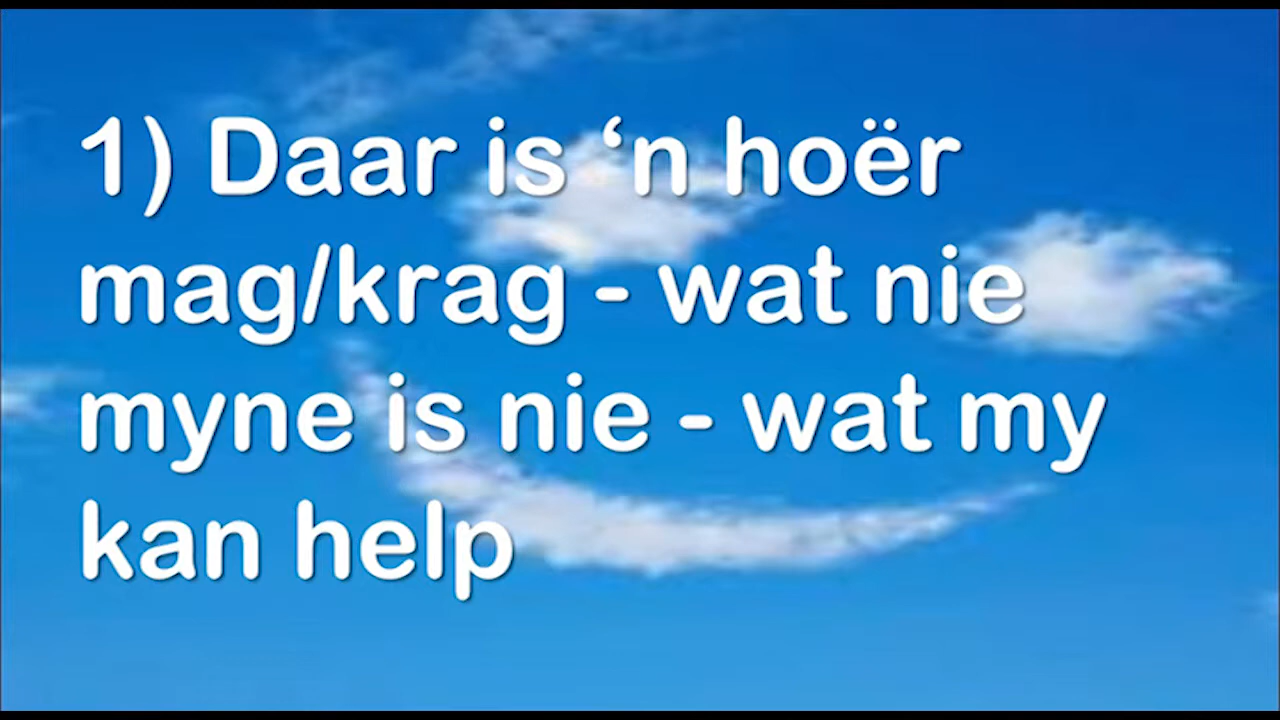 1) Daar is ‘n hoër
mag/krag - wat nie
myne is nie - wat my
kan help